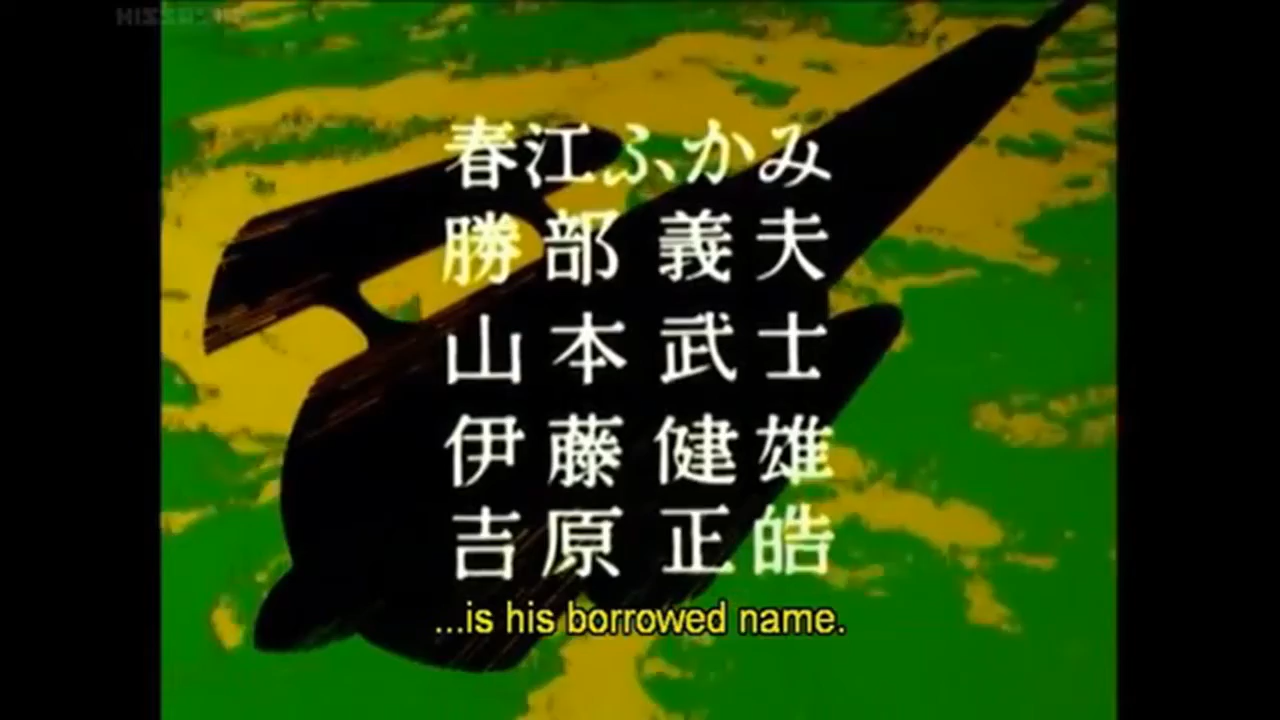 春江ふかみ
勝部 義夫
山本 武士
伊藤 健雄
吉原 正皓
...is his borrowed name.